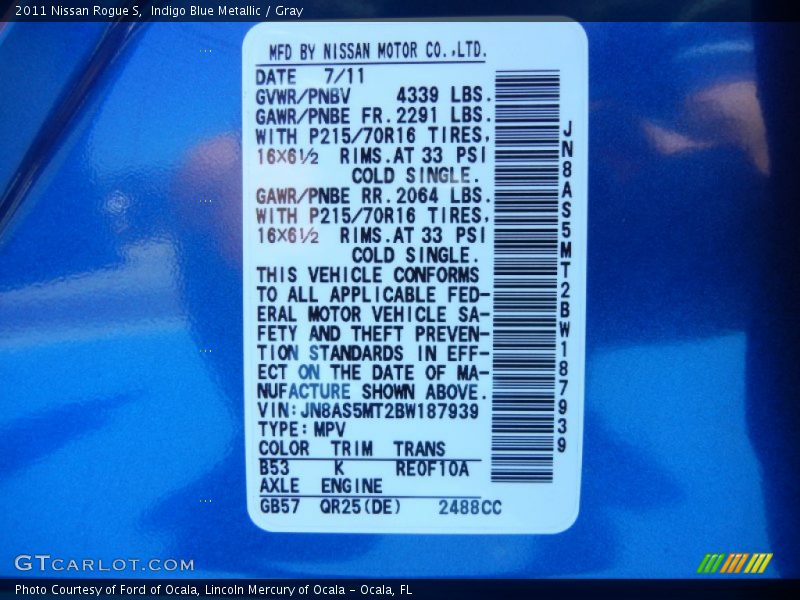 2011 Nissan Rogue S, Indigo Blue Metallic / Gray
MFD BY NISSAN MOTOR CO.,LTD.
DATE 7/11
GVWR/PNBV 4339 LBS.
GAWR/PNBE FR. 2291 LBS.
WITH P215/70R16 TIRES,
16X6½ RIMS.AT 33 PSI
COLD SINGLE.
GAWR/PNBE RR. 2064 LBS.
WITH P215/70R16 TIRES,
16X6½ RIMS.AT 33 PSI
COLD SINGLE.
THIS VEHICLE CONFORMS
TO ALL APPLICABLE FED-
ERAL MOTOR VEHICLE SA-
FETY AND THEFT PREVEN-
TION STANDARDS IN EFF-
ECT ON THE DATE OF MA-
NUFACTURE SHOWN ABOVE.
VIN:JN8AS5MT2BW187939
TYPE:MPV
COLOR TRIM TRANS
B53 K RE0F10A
AXLE ENGINE
GB57 QR25(DE) 2488CC
JN8AS5MT2BW187939
GTCARLOT.COM
Photo Courtesy of Ford of Ocala, Lincoln Mercury of Ocala - Ocala, FL